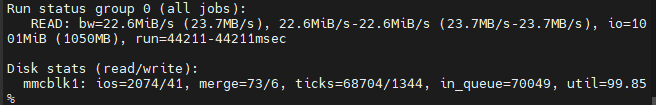 Run status group 0 (all jobs):
   READ: bw=22.6MiB/s (23.7MB/s), 22.6MiB/s-22.6MiB/s (23.7MB/s-23.7MB/s), io=10
01MiB (1050MB), run=44211-44211msec

Disk stats (read/write):
  mmcblk1: ios=2074/41, merge=73/6, ticks=68704/1344, in_queue=70049, util=99.85
%